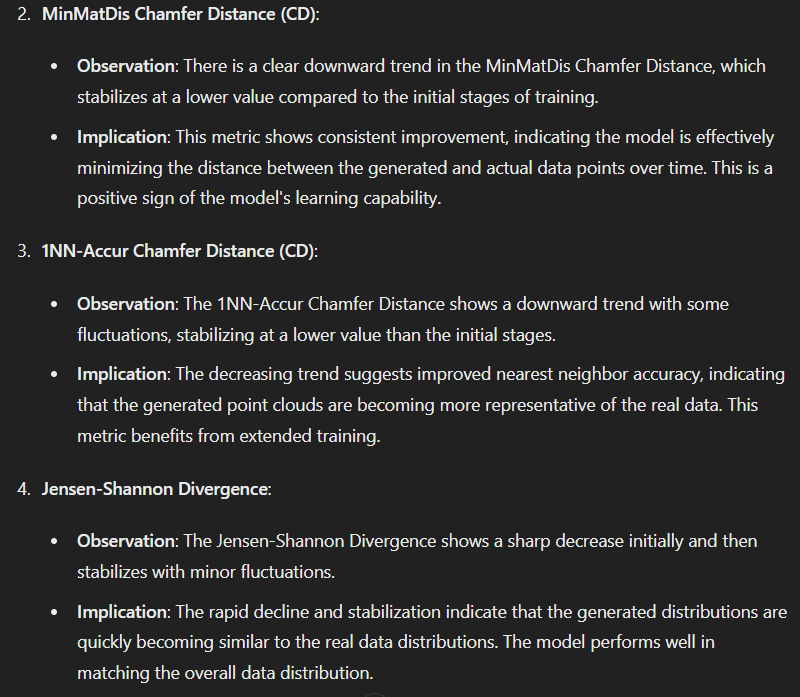 2. MinMatDis Chamfer Distance (CD):
• Observation: There is a clear downward trend in the MinMatDis Chamfer Distance, which
stabilizes at a lower value compared to the initial stages of training.
• Implication: This metric shows consistent improvement, indicating the model is effectively
minimizing the distance between the generated and actual data points over time. This is a
positive sign of the model's learning capability.
3. 1NN-Accur Chamfer Distance (CD):
• Observation: The 1NN-Accur Chamfer Distance shows a downward trend with some
fluctuations, stabilizing at a lower value than the initial stages.
• Implication: The decreasing trend suggests improved nearest neighbor accuracy, indicating
that the generated point clouds are becoming more representative of the real data. This
metric benefits from extended training.
4. Jensen-Shannon Divergence:
• Observation: The Jensen-Shannon Divergence shows a sharp decrease initially and then
stabilizes with minor fluctuations.
• Implication: The rapid decline and stabilization indicate that the generated distributions are
quickly becoming similar to the real data distributions. The model performs well in
matching the overall data distribution.